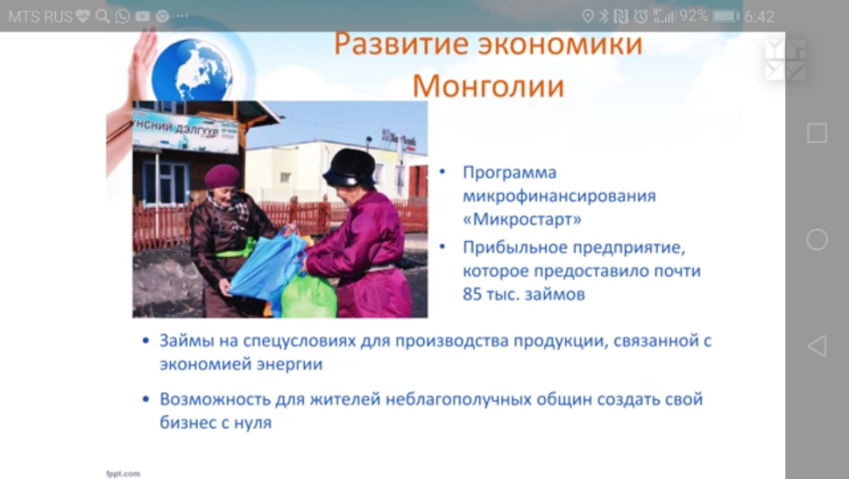 MTS RUS
92%
6:42
Развитие экономики
Монголии
ҮНСНИЙ ДЭЛГҮҮР
• Программа
микрофинансирования
«Микростарт»
• Прибыльное предприятие,
которое предоставило почти
85 тыс. займов
• Займы на спецусловиях для производства продукции, связанной с
экономией энергии
• Возможность для жителей неблагополучных общин создать свой
бизнес с нуля
fppt.com